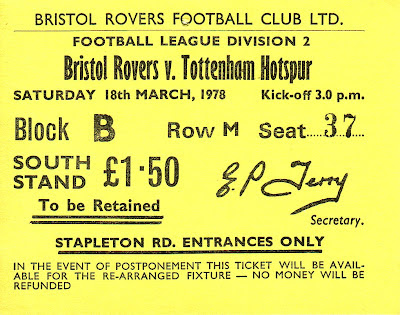 BRISTOL ROVERS FOOTBALL CLUB LTD.
FOOTBALL LEAGUE DIVISION 2
Bristol Rovers v. Tottenham Hotspur
SATURDAY 18th MARCH, 1978 Kick-off 3.0 p.m.
Block B Row M Seat.....37.....
SOUTH STAND £1·50
E.P. Terry
To be Retained
Secretary.
STAPLETON RD. ENTRANCES ONLY
IN THE EVENT OF POSTPONEMENT THIS TICKET WILL BE AVAIL-
ABLE FOR THE RE-ARRANGED FIXTURE — NO MONEY WILL BE
REFUNDED